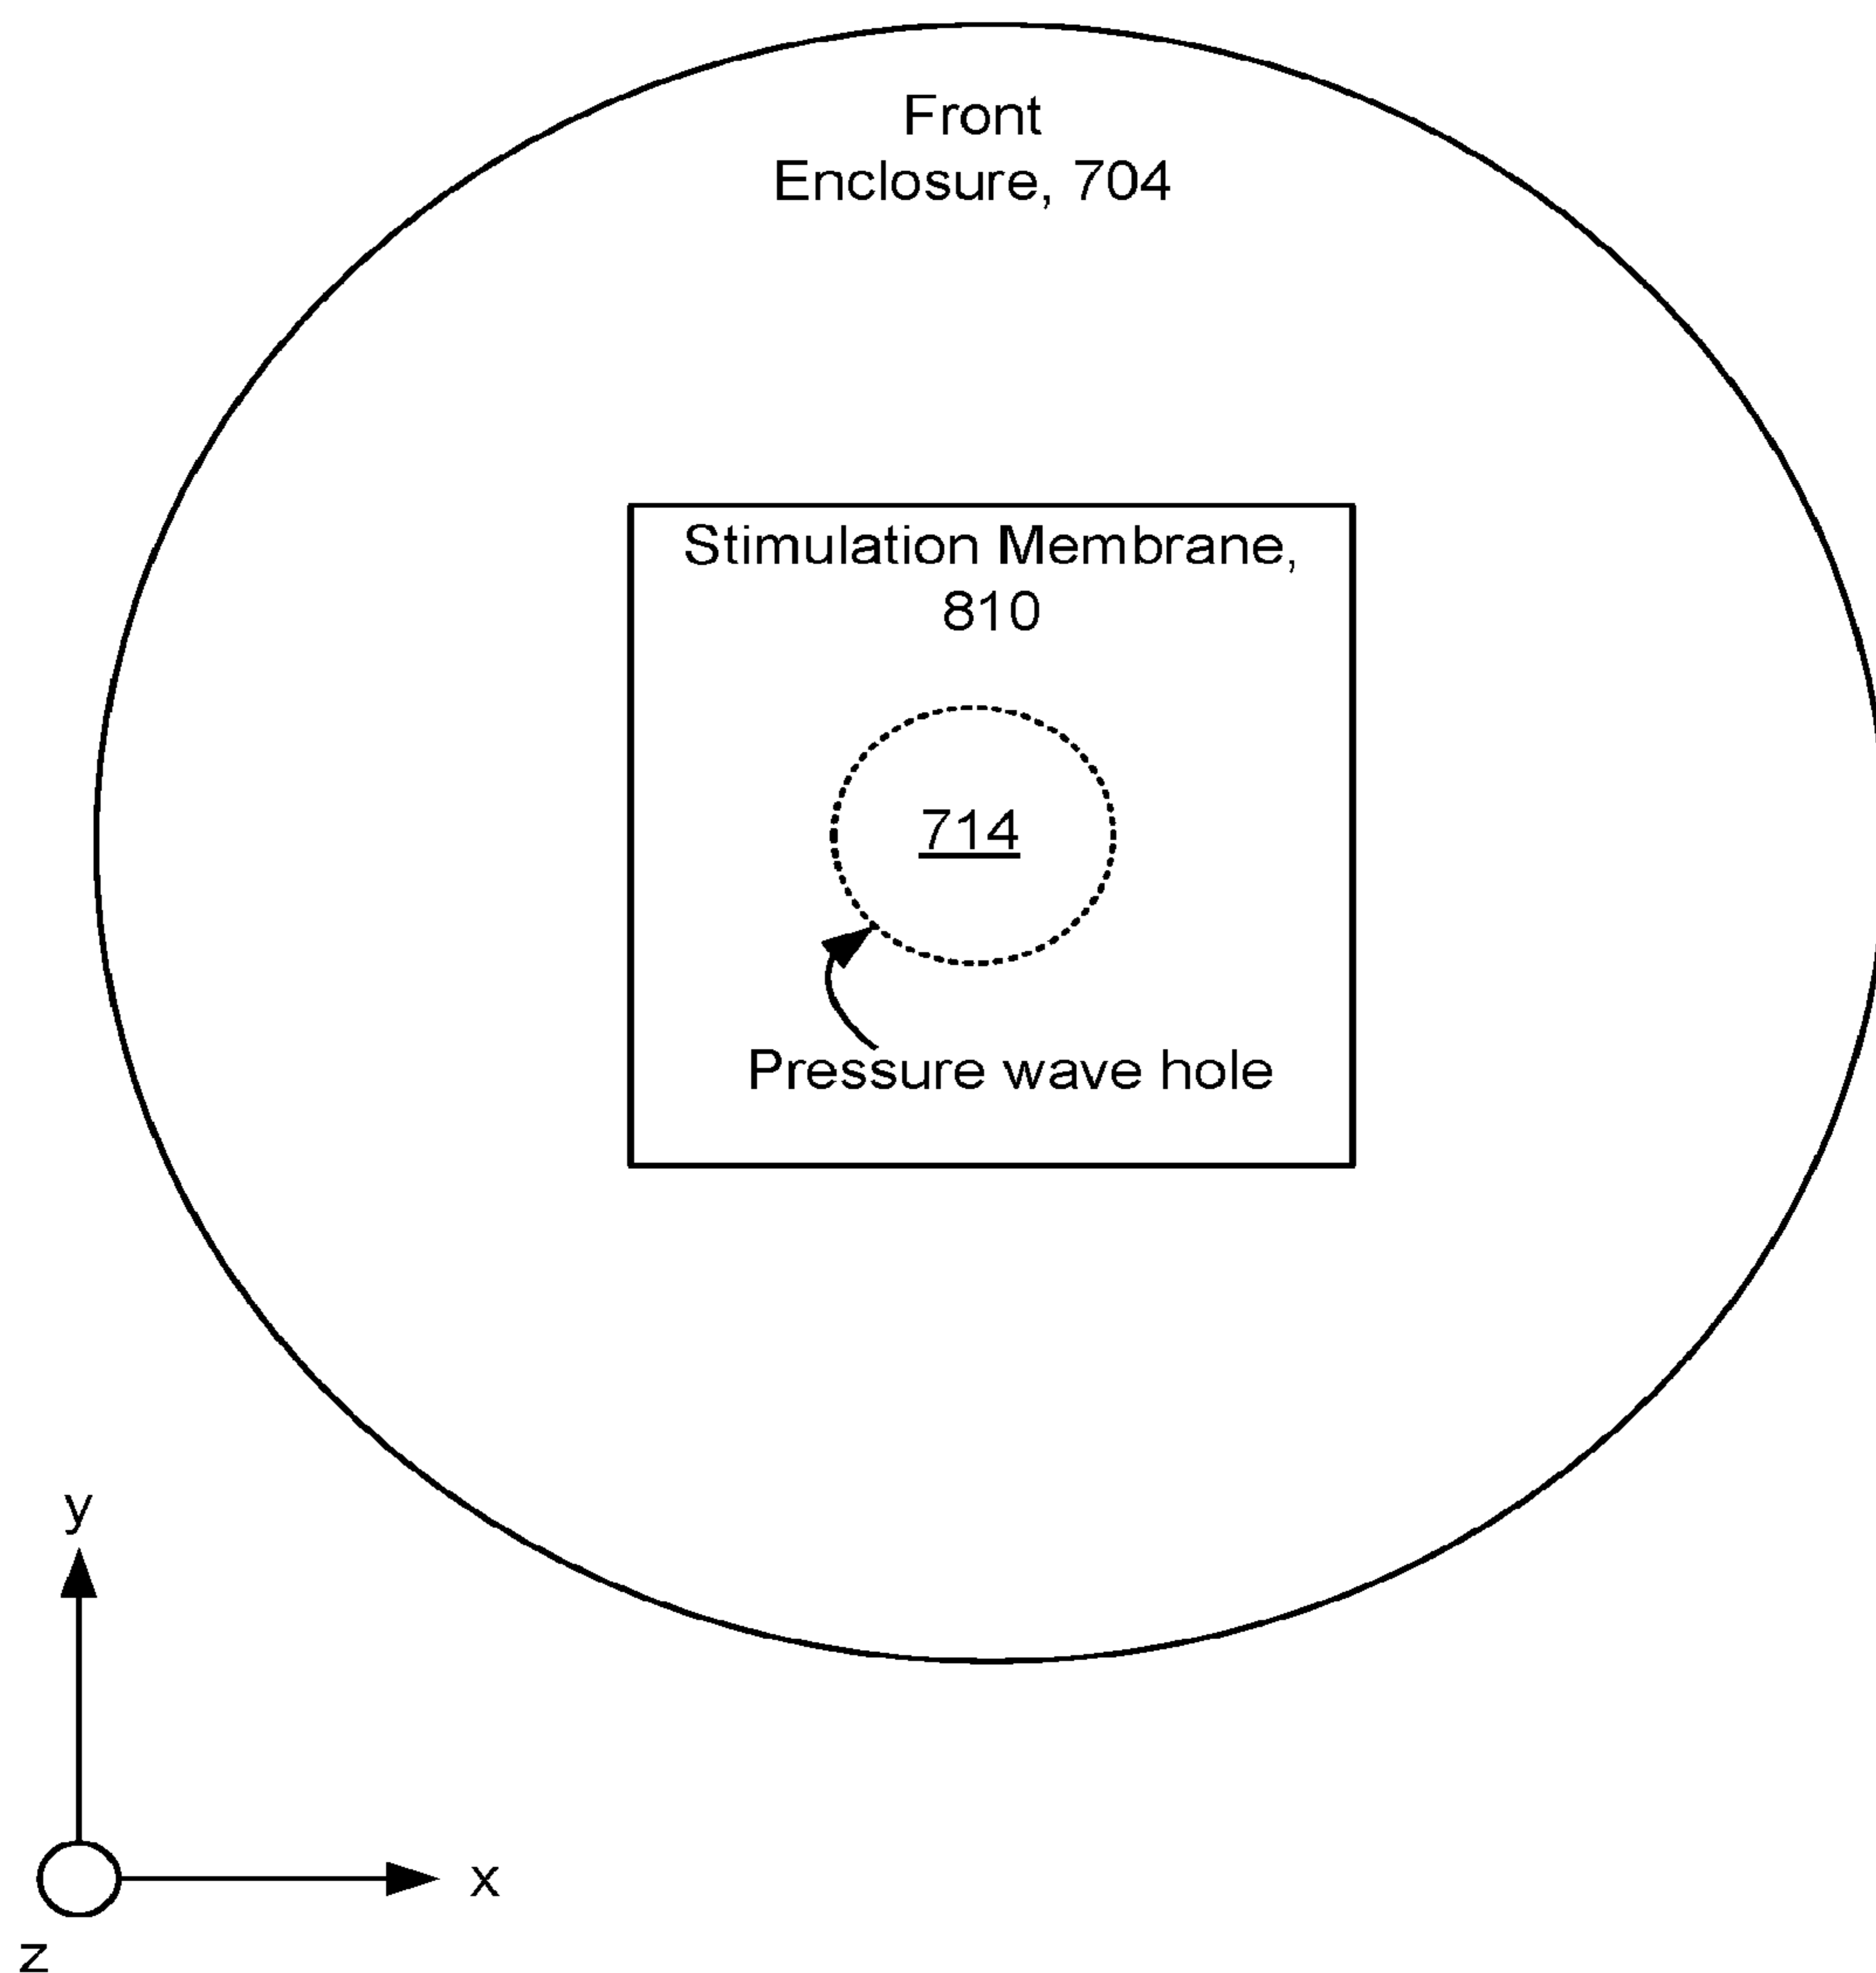 Front
Enclosure, 704
Stimulation Membrane,
810
714
Pressure wave hole
y
x
z